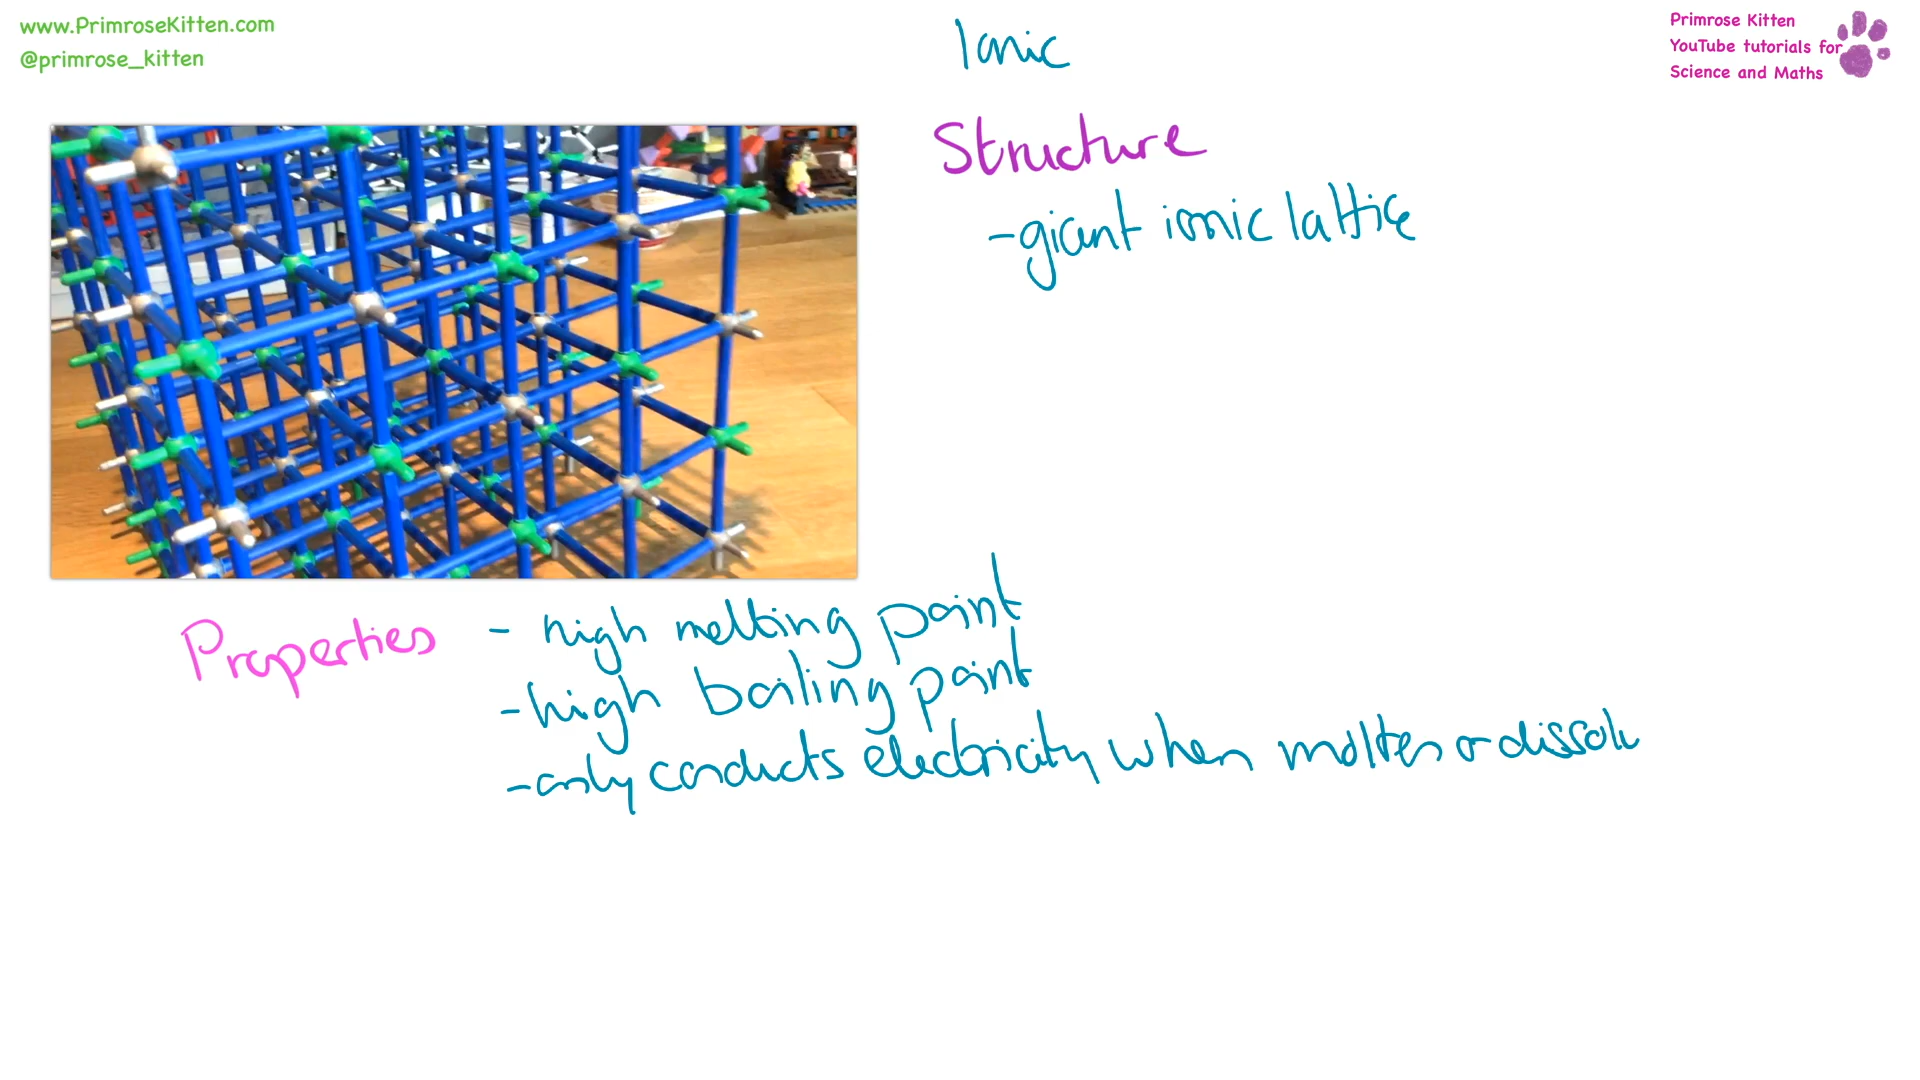 www.PrimroseKitten.com
@primrose_kitten
Ionic
Primrose Kitten
YouTube tutorials for
Science and Maths
Structure
-giant ionic lattice
Properties - high melting point
-high boiling point
-only conducts electricity when molten or dissolv